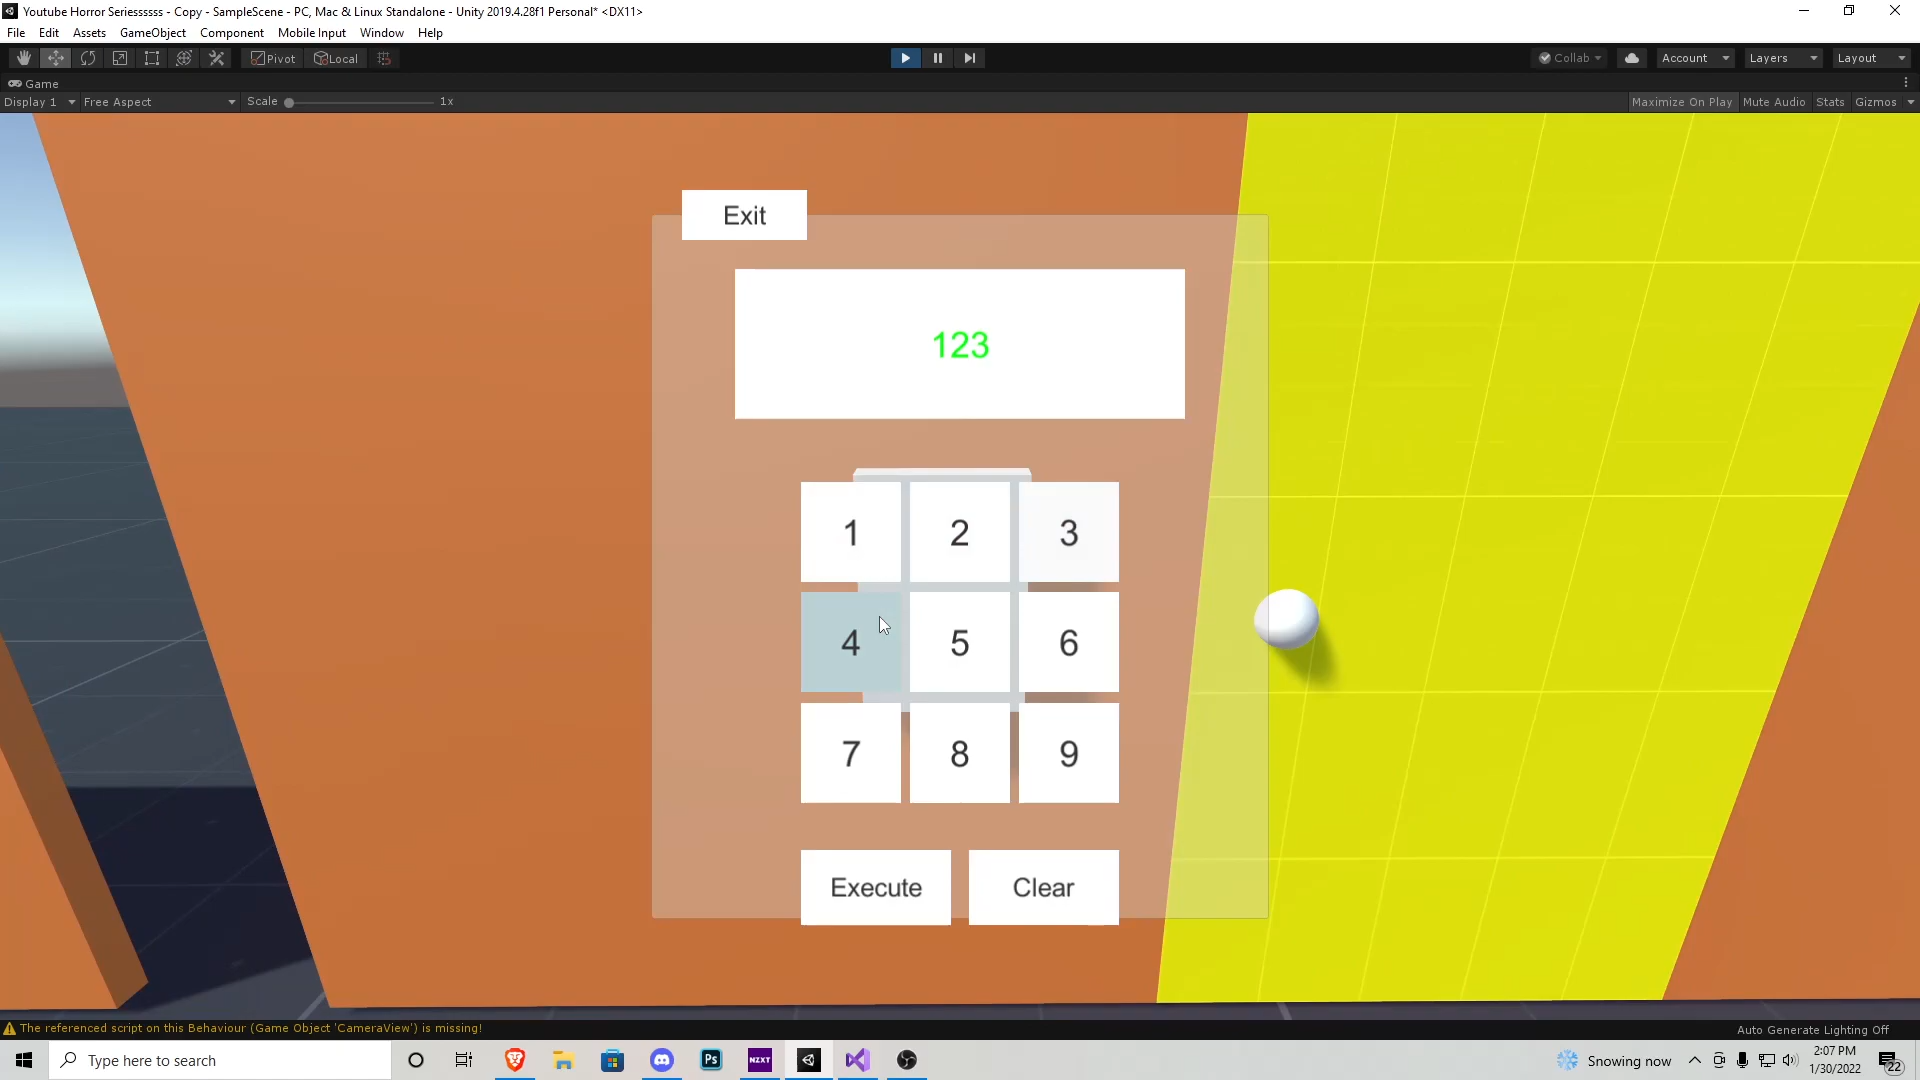 Youtube Horror Seriessssss - Copy - SampleScene - PC, Mac & Linux Standalone - Unity 2019.4.28f1 Personal* <DX11>
File Edit Assets GameObject Component Mobile Input Window Help
Pivot Local Collab Account Layers Layout
Game
Display 1 Free Aspect Scale 1x Maximize On Play Mute Audio Stats Gizmos
Exit
123
1 2 3
4 5 6
7 8 9
Execute Clear
The referenced script on this Behaviour (Game Object 'CameraView') is missing!
Auto Generate Lighting Off
Type here to search
Ps
NZXT
Snowing now
2:07 PM
1/30/2022
22